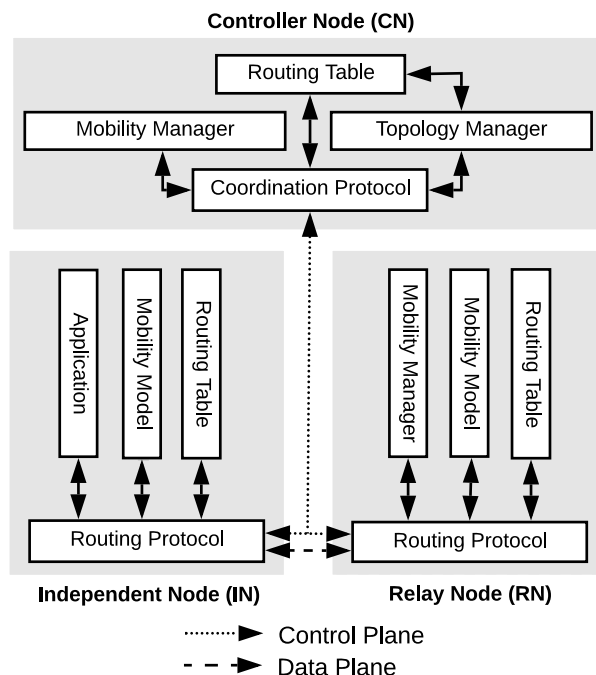 Controller Node (CN)
Routing Table
Mobility Manager
Topology Manager
Coordination Protocol
Application
Mobility Model
Routing Table
Routing Protocol
Independent Node (IN)
Mobility Manager
Mobility Model
Routing Table
Routing Protocol
Relay Node (RN)
Control Plane
Data Plane